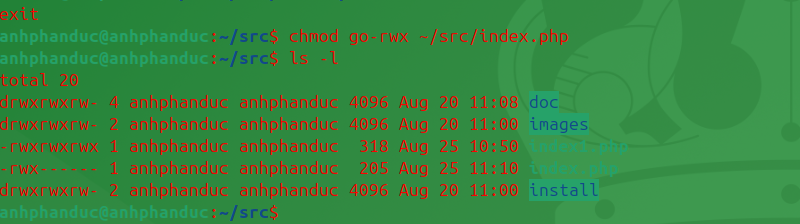 exit
anhphanduc@anhphanduc:~/src$ chmod go-rwx ~/src/index.php
anhphanduc@anhphanduc:~/src$ ls -l
total 20
drwxrwxrw- 4 anhphanduc anhphanduc 4096 Aug 20 11:08 doc
drwxrwxrw- 2 anhphanduc anhphanduc 4096 Aug 20 11:00 images
-rwxrwxrwx 1 anhphanduc anhphanduc  318 Aug 25 10:50
-rwx------ 1 anhphanduc anhphanduc  205 Aug 25 11:10 index.php
drwxrwxrw- 2 anhphanduc anhphanduc 4096 Aug 20 11:00 install
anhphanduc@anhphanduc:~/src$